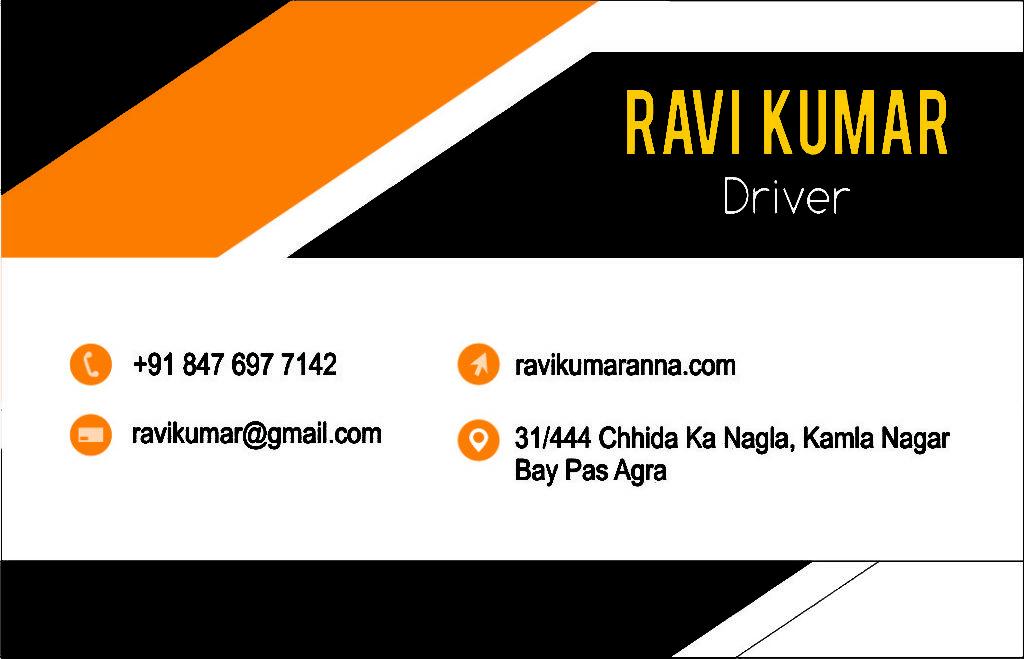 RAVI KUMAR
Driver
+91 847 697 7142
ravikumar@gmail.com
ravikumaranna.com
31/444 Chhida Ka Nagla, Kamla Nagar
Bay Pas Agra